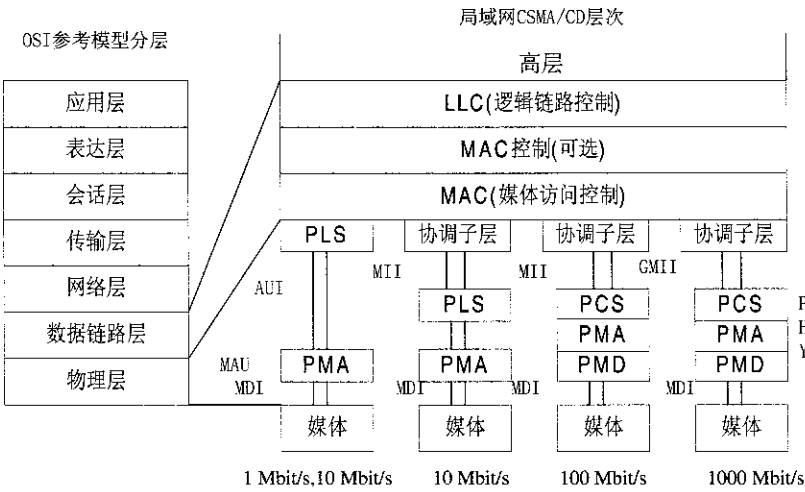 局域网CSMA/CD层次
OSI参考模型分层
高层
应用层
LLC(逻辑链路控制)
表达层
MAC控制(可选)
会话层
MAC(媒体访问控制)
传输层
PLS
协调子层
协调子层
协调子层
网络层
AUI
MII
MII
GMII
PLS
PCS
PCS
数据链路层
PMA
PMA
物理层
MAU
PMA
PMA
PMD
PMD
PHY
MDI
MDI
MDI
MDI
媒体
媒体
媒体
媒体
1 Mbit/s,10 Mbit/s
10 Mbit/s
100 Mbit/s
1000 Mbit/s